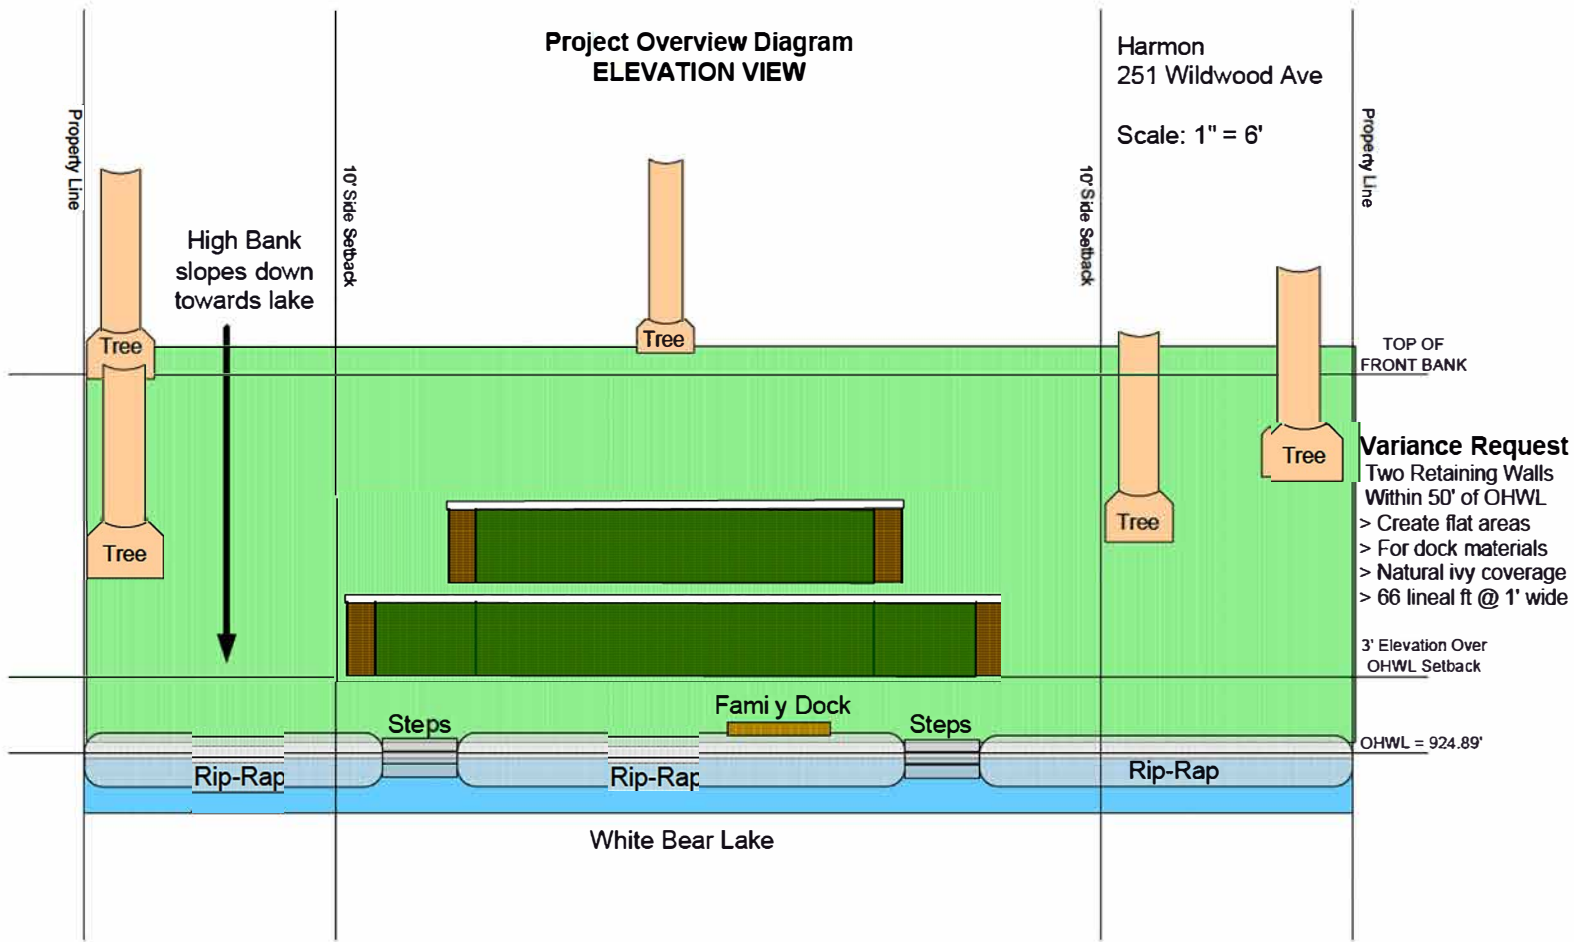 Project Overview Diagram
ELEVATION VIEW
Harmon
251 Wildwood Ave
Scale: 1" = 6'
Property Line
10' Side Setback
10' Side Setback
Property Line
High Bank
slopes down
towards lake
Tree
Tree
Tree
Tree
Tree
Tree
TOP OF
FRONT BANK
Variance Request
Two Retaining Walls
Within 50' of OHWL
> Create flat areas
> For dock materials
> Natural ivy coverage
> 66 lineal ft @ 1' wide
3' Elevation Over
OHWL Setback
Steps
Fami y Dock
Steps
OHWL = 924.89'
Rip-Rap
Rip-Rap
Rip-Rap
White Bear Lake